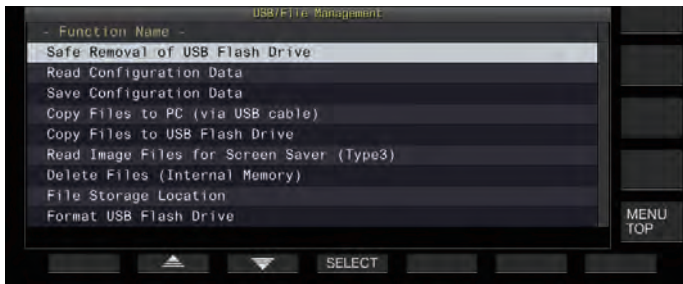 USB/File Management
- Function Name -
Safe Removal of USB Flash Drive
Read Configuration Data
Save Configuration Data
Copy Files to PC (via USB cable)
Copy Files to USB Flash Drive
Read Image Files for Screen Saver (Type3)
Delete Files (Internal Memory)
File Storage Location
Format USB Flash Drive
MENU
TOP
SELECT